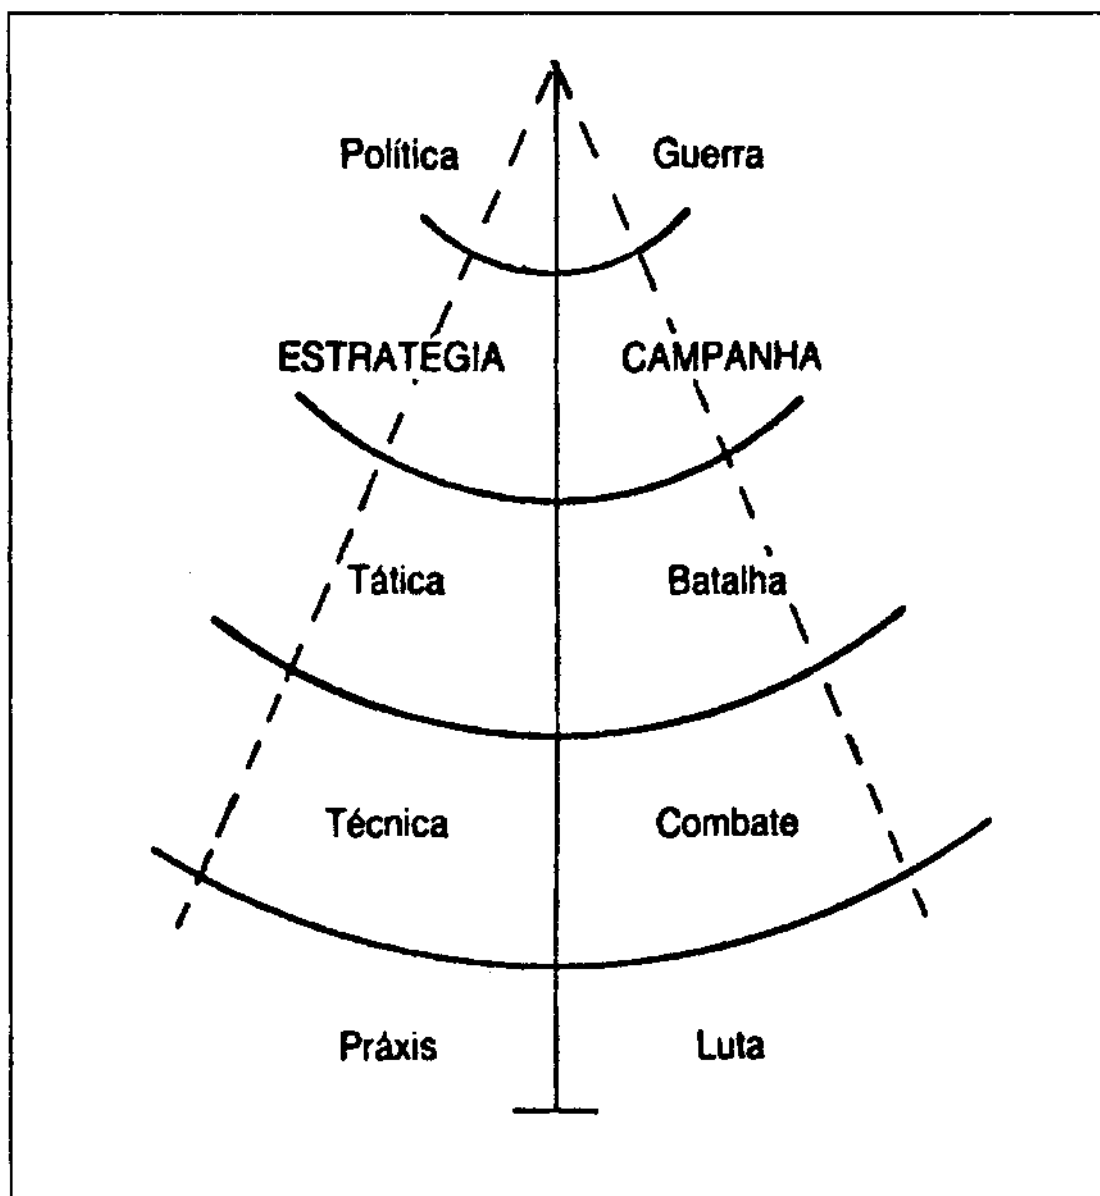 Política Guerra
ESTRATÉGIA CAMPANHA
Tática Batalha
Técnica Combate
Práxis Luta